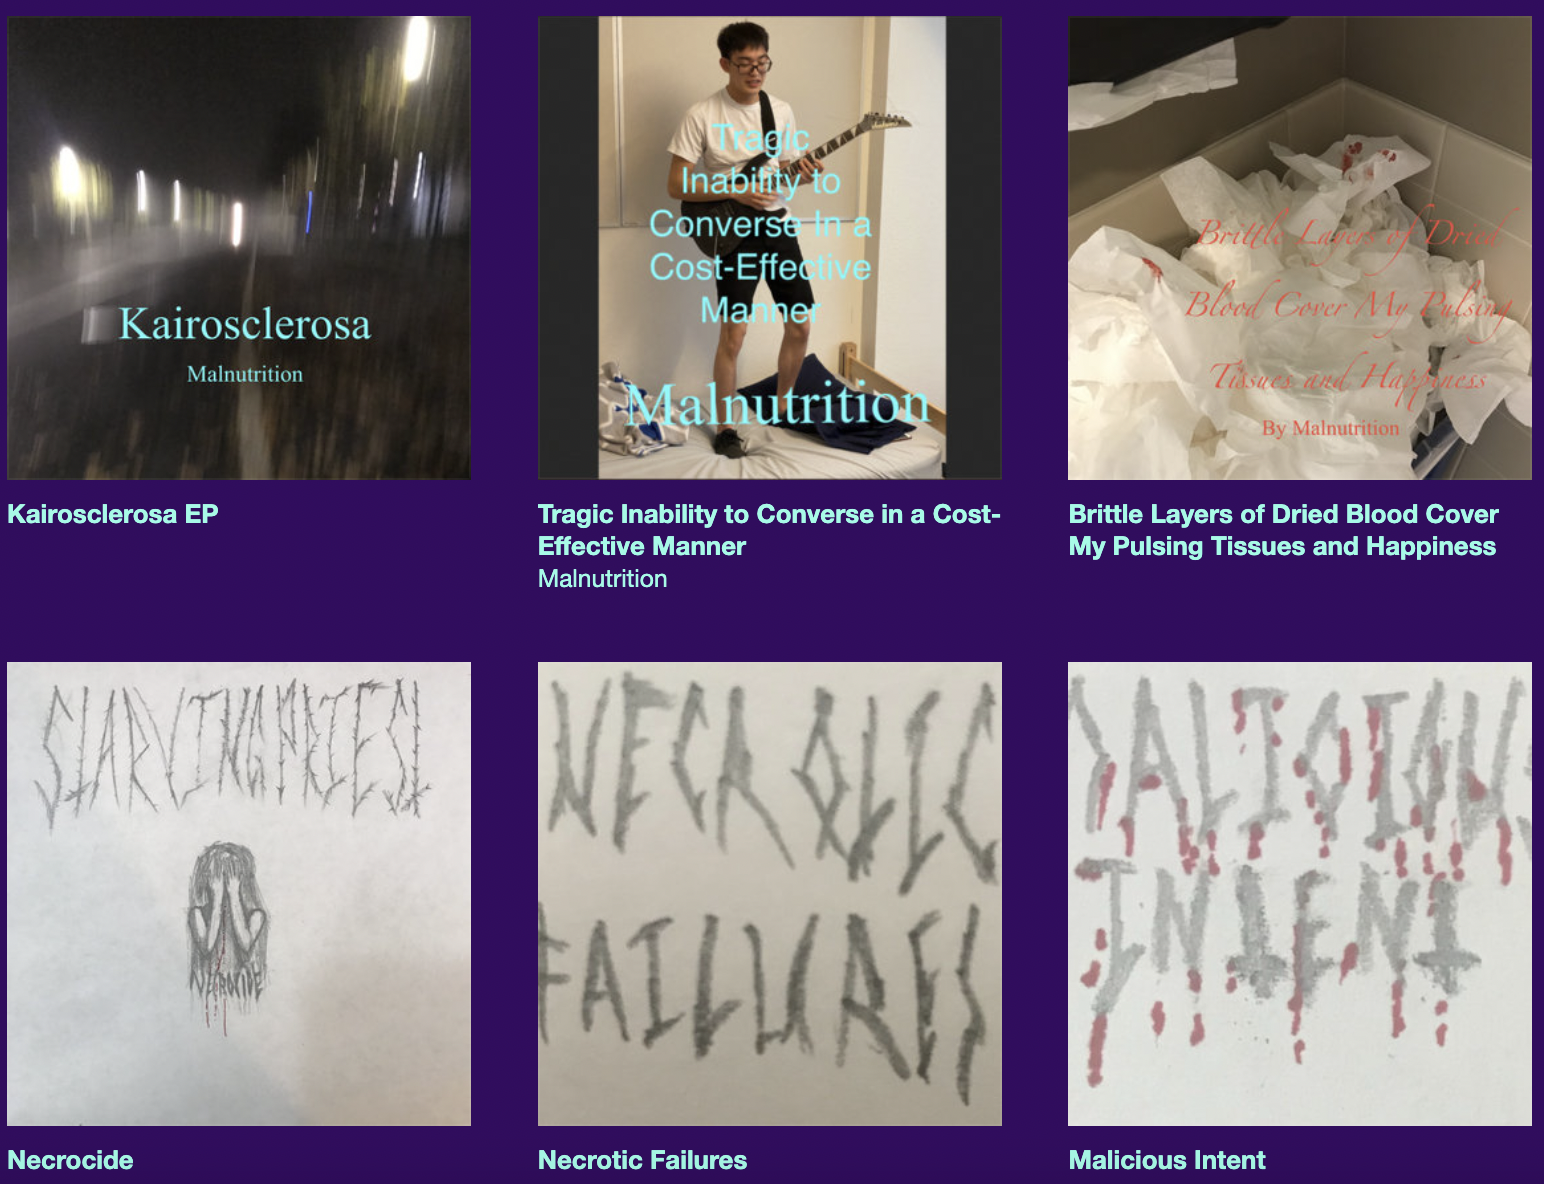 Kairosclerosa
Malnutrition
Tragic
Inability to
Converse In a
Cost-Effective
Manner
Malnutrition
Brittle Layers of Dried
Blood Cover My Pulsing
Tissues and Happiness
By Malnutrition
Kairosclerosa EP
Tragic Inability to Converse in a Cost-
Effective Manner
Malnutrition
Brittle Layers of Dried Blood Cover
My Pulsing Tissues and Happiness
STARVING PRIEST
NECROCIDE
NECROTIC
FAILURES
MALICIOUS
INTENT
Necrocide
Necrotic Failures
Malicious Intent